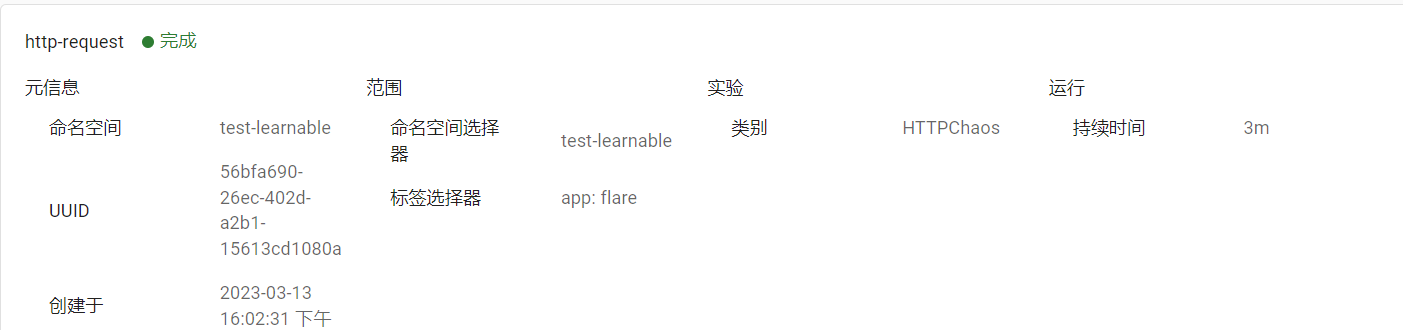 http-request 完成
元信息
命名空间 test-learnable
UUID 56bfa690-
26ec-402d-
a2b1-
15613cd1080a
创建于 2023-03-13
16:02:31 下午
范围
命名空间选择
器 test-learnable
标签选择器 app: flare
实验
类别 HTTPChaos
运行
持续时间 3m